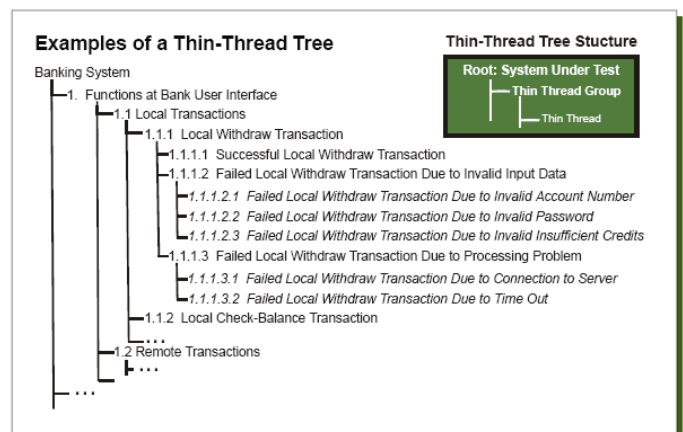 Examples of a Thin-Thread Tree
Thin-Thread Tree Stucture
Root: System Under Test
Thin Thread Group
Thin Thread
Banking System
1. Functions at Bank User Interface
1.1 Local Transactions
1.1.1 Local Withdraw Transaction
1.1.1.1 Successful Local Withdraw Transaction
1.1.1.2 Failed Local Withdraw Transaction Due to Invalid Input Data
1.1.1.2.1 Failed Local Withdraw Transaction Due to Invalid Account Number
1.1.1.2.2 Failed Local Withdraw Transaction Due to Invalid Password
1.1.1.2.3 Failed Local Withdraw Transaction Due to Invalid Insufficient Credits
1.1.1.3 Failed Local Withdraw Transaction Due to Processing Problem
1.1.1.3.1 Failed Local Withdraw Transaction Due to Connection to Server
1.1.1.3.2 Failed Local Withdraw Transaction Due to Time Out
1.1.2 Local Check-Balance Transaction
...
1.2 Remote Transactions
...
...